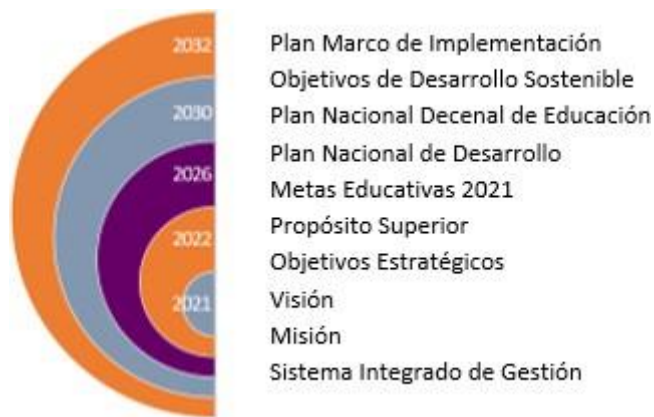 2032
2030
2026
2022
2021
Plan Marco de Implementación
Objetivos de Desarrollo Sostenible
Plan Nacional Decenal de Educación
Plan Nacional de Desarrollo
Metas Educativas 2021
Propósito Superior
Objetivos Estratégicos
Visión
Misión
Sistema Integrado de Gestión